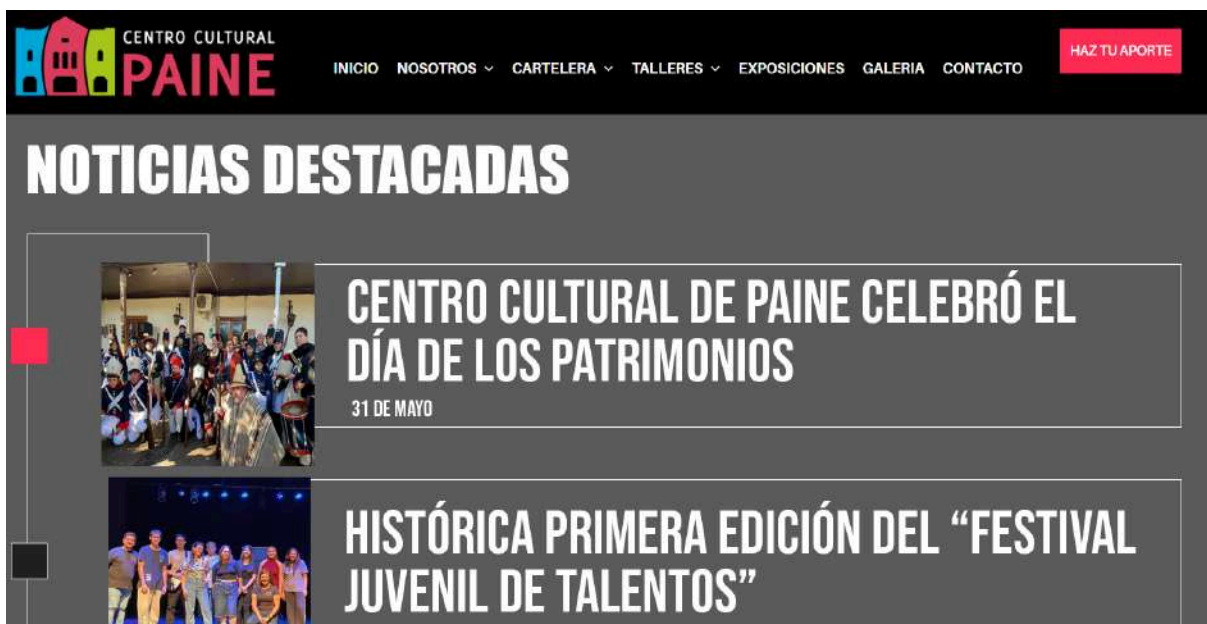 CENTRO CULTURAL
PAINE
INICIO NOSOTROS CARTELERA TALLERES EXPOSICIONES GALERIA CONTACTO
HAZ TU APORTE
NOTICIAS DESTACADAS
CENTRO CULTURAL DE PAINE CELEBRÓ EL
DÍA DE LOS PATRIMONIOS
31 DE MAYO
HISTÓRICA PRIMERA EDICIÓN DEL “FESTIVAL
JUVENIL DE TALENTOS”